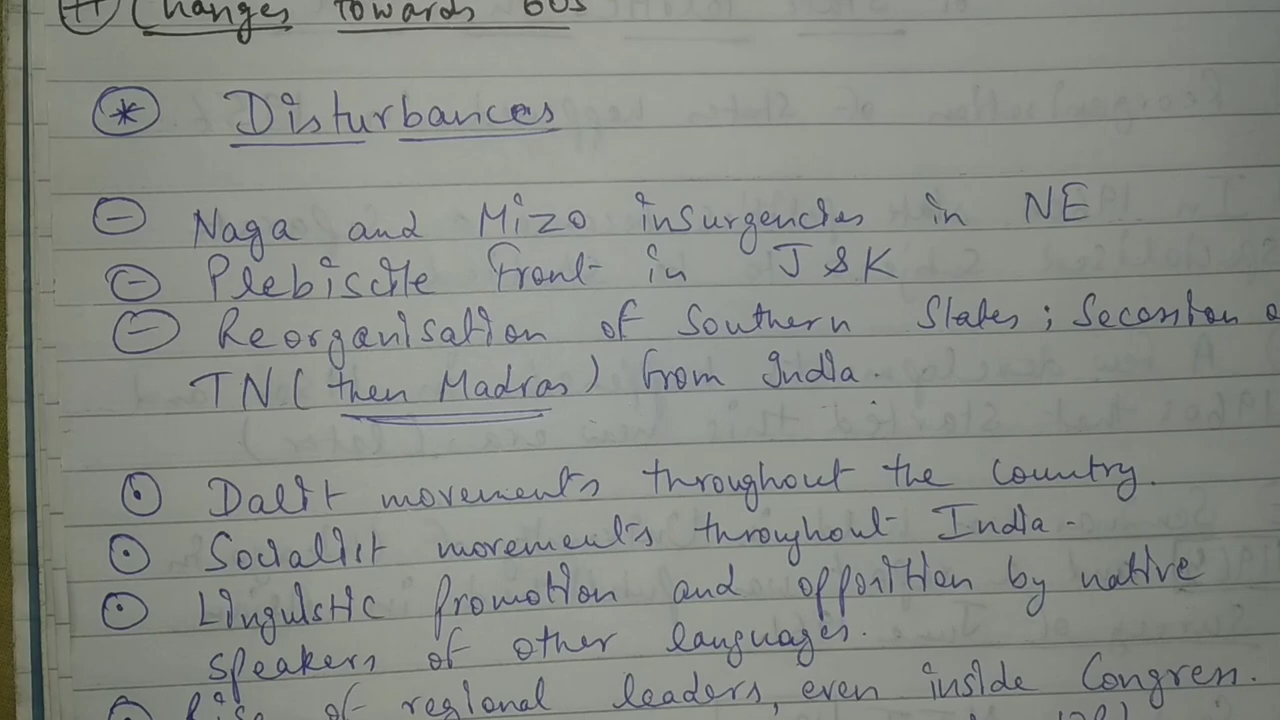 Changes towards 60s
* Disturbances
Naga and Mizo insurgencies in NE
Plebiscite Front in J&K
Reorganisation of Southern States; Secession
TN (then Madras) from India.
Dalit movements throughout the country.
Socialist movements throughout India.
Linguistic promotion and opposition by native
speakers of other languages.
Rise of regional leaders, even inside Congress.